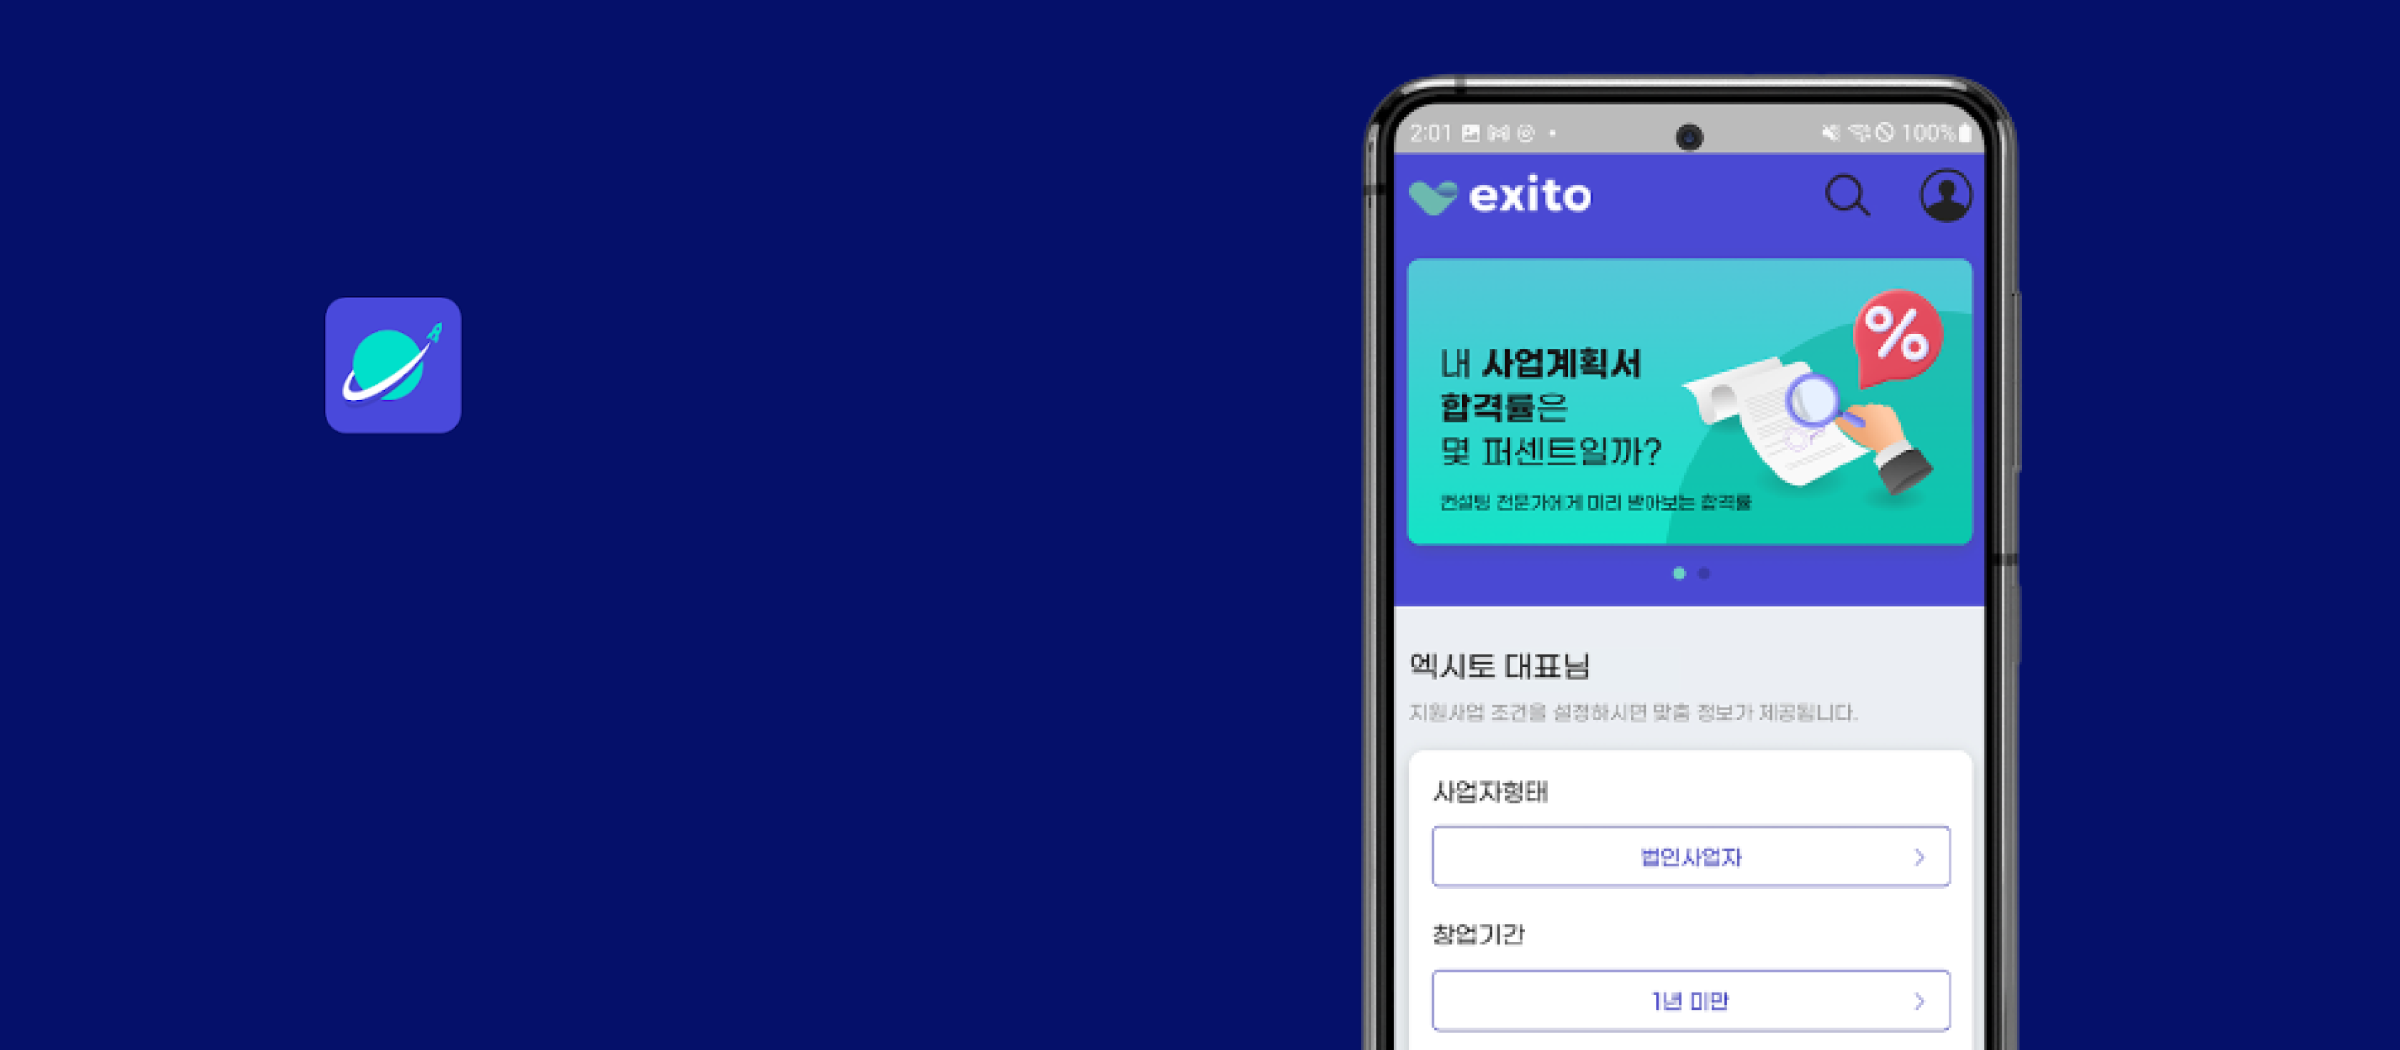 2:01
100%
exito
%
내 사업계획서
합격률은
몇 퍼센트일까?
컨설팅 전문가에게 미리 받아보는 합격률
엑시토 대표님
지원사업 조건을 설정하시면 맞춤 정보가 제공됩니다.
사업자형태
법인사업자
창업기간
1년 미만